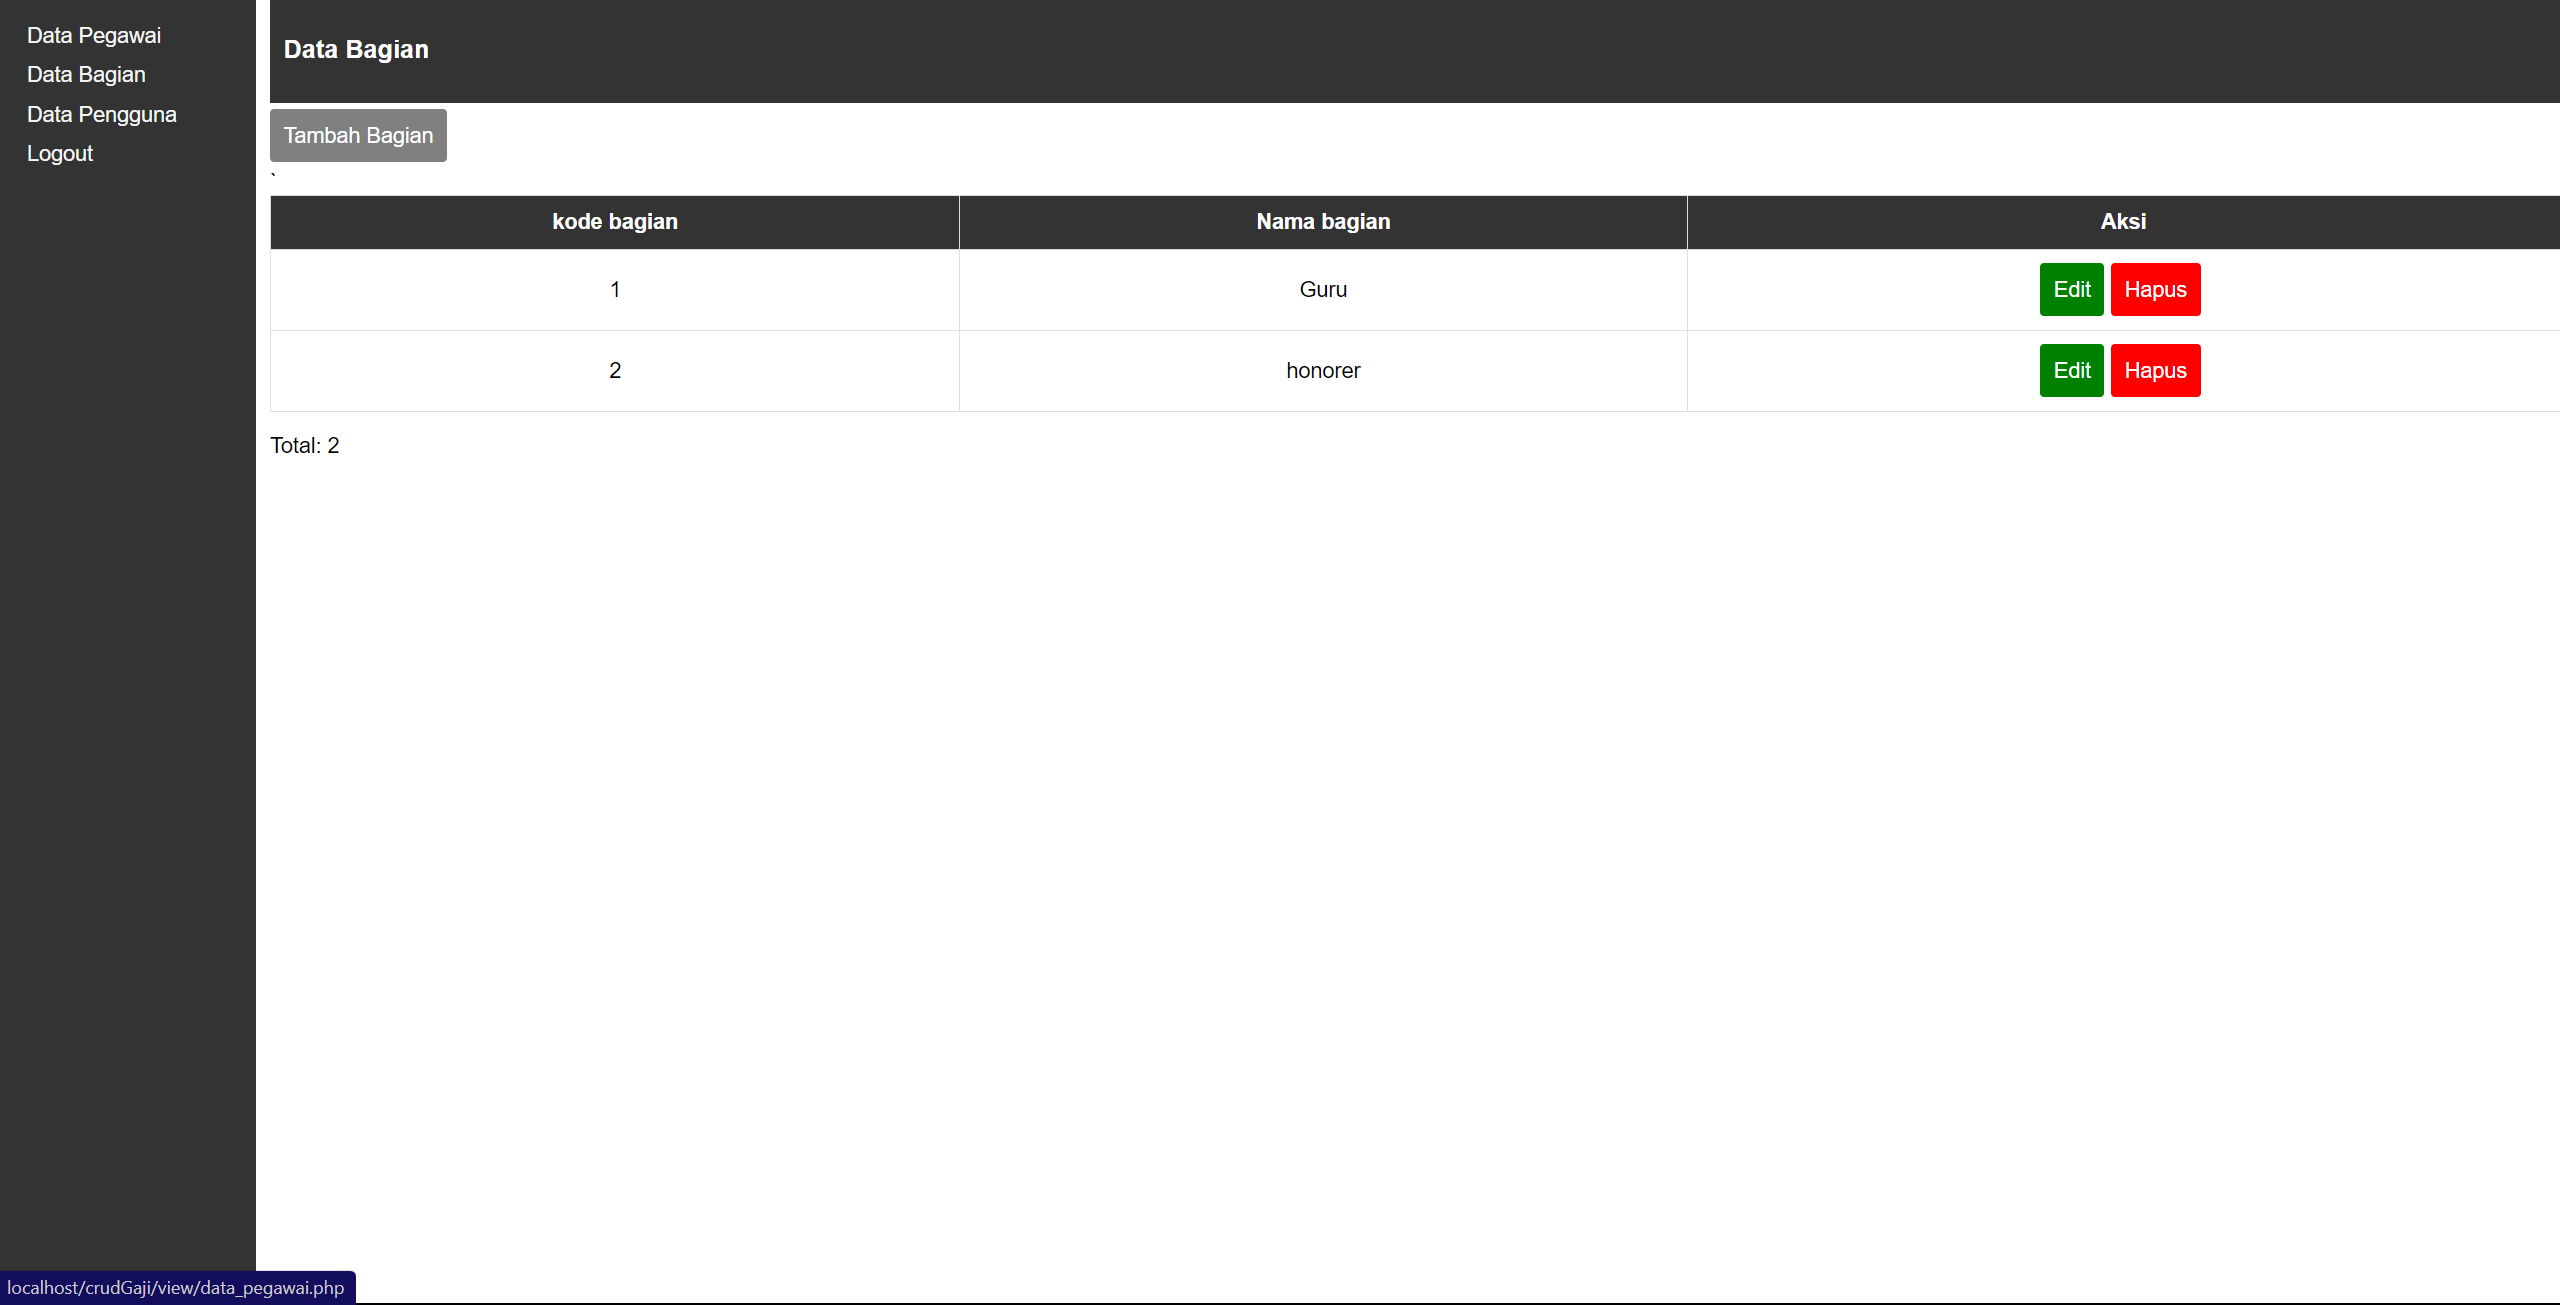 Data Pegawai
Data Bagian
Data Pengguna
Logout
Data Bagian
Tambah Bagian
`
kode bagian Nama bagian Aksi
1 Guru Edit Hapus
2 honorer Edit Hapus
Total: 2
localhost/crudGaji/view/data_pegawai.php